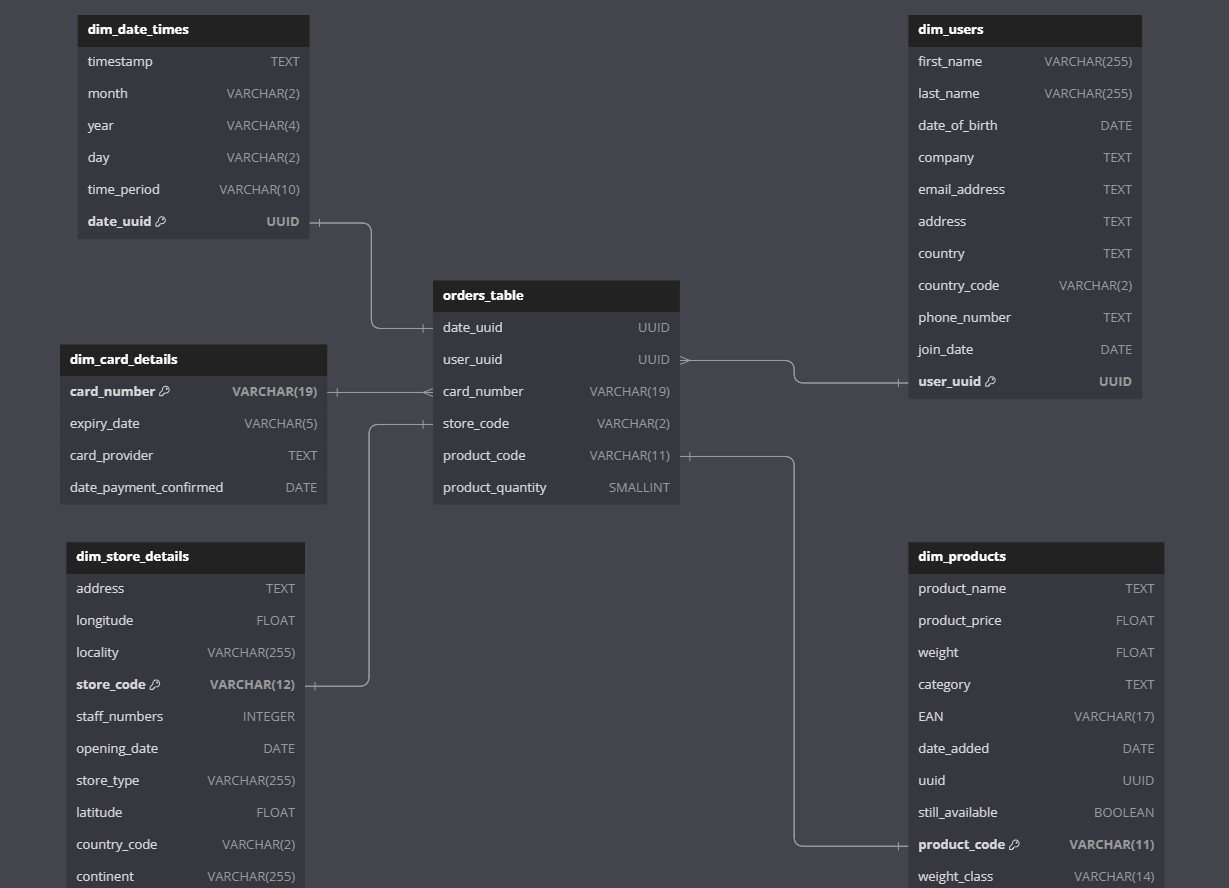 dim_date_times
timestamp TEXT
month VARCHAR(2)
year VARCHAR(4)
day VARCHAR(2)
time_period VARCHAR(10)
date_uuid UUID
dim_card_details
card_number VARCHAR(19)
expiry_date VARCHAR(5)
card_provider TEXT
date_payment_confirmed DATE
dim_store_details
address TEXT
longitude FLOAT
locality VARCHAR(255)
store_code VARCHAR(12)
staff_numbers INTEGER
opening_date DATE
store_type VARCHAR(255)
latitude FLOAT
country_code VARCHAR(2)
continent VARCHAR(255)
orders_table
date_uuid UUID
user_uuid UUID
card_number VARCHAR(19)
store_code VARCHAR(2)
product_code VARCHAR(11)
product_quantity SMALLINT
dim_users
first_name VARCHAR(255)
last_name VARCHAR(255)
date_of_birth DATE
company TEXT
email_address TEXT
address TEXT
country TEXT
country_code VARCHAR(2)
phone_number TEXT
join_date DATE
user_uuid UUID
dim_products
product_name TEXT
product_price FLOAT
weight FLOAT
category TEXT
EAN VARCHAR(17)
date_added DATE
uuid UUID
still_available BOOLEAN
product_code VARCHAR(11)
weight_class VARCHAR(14)